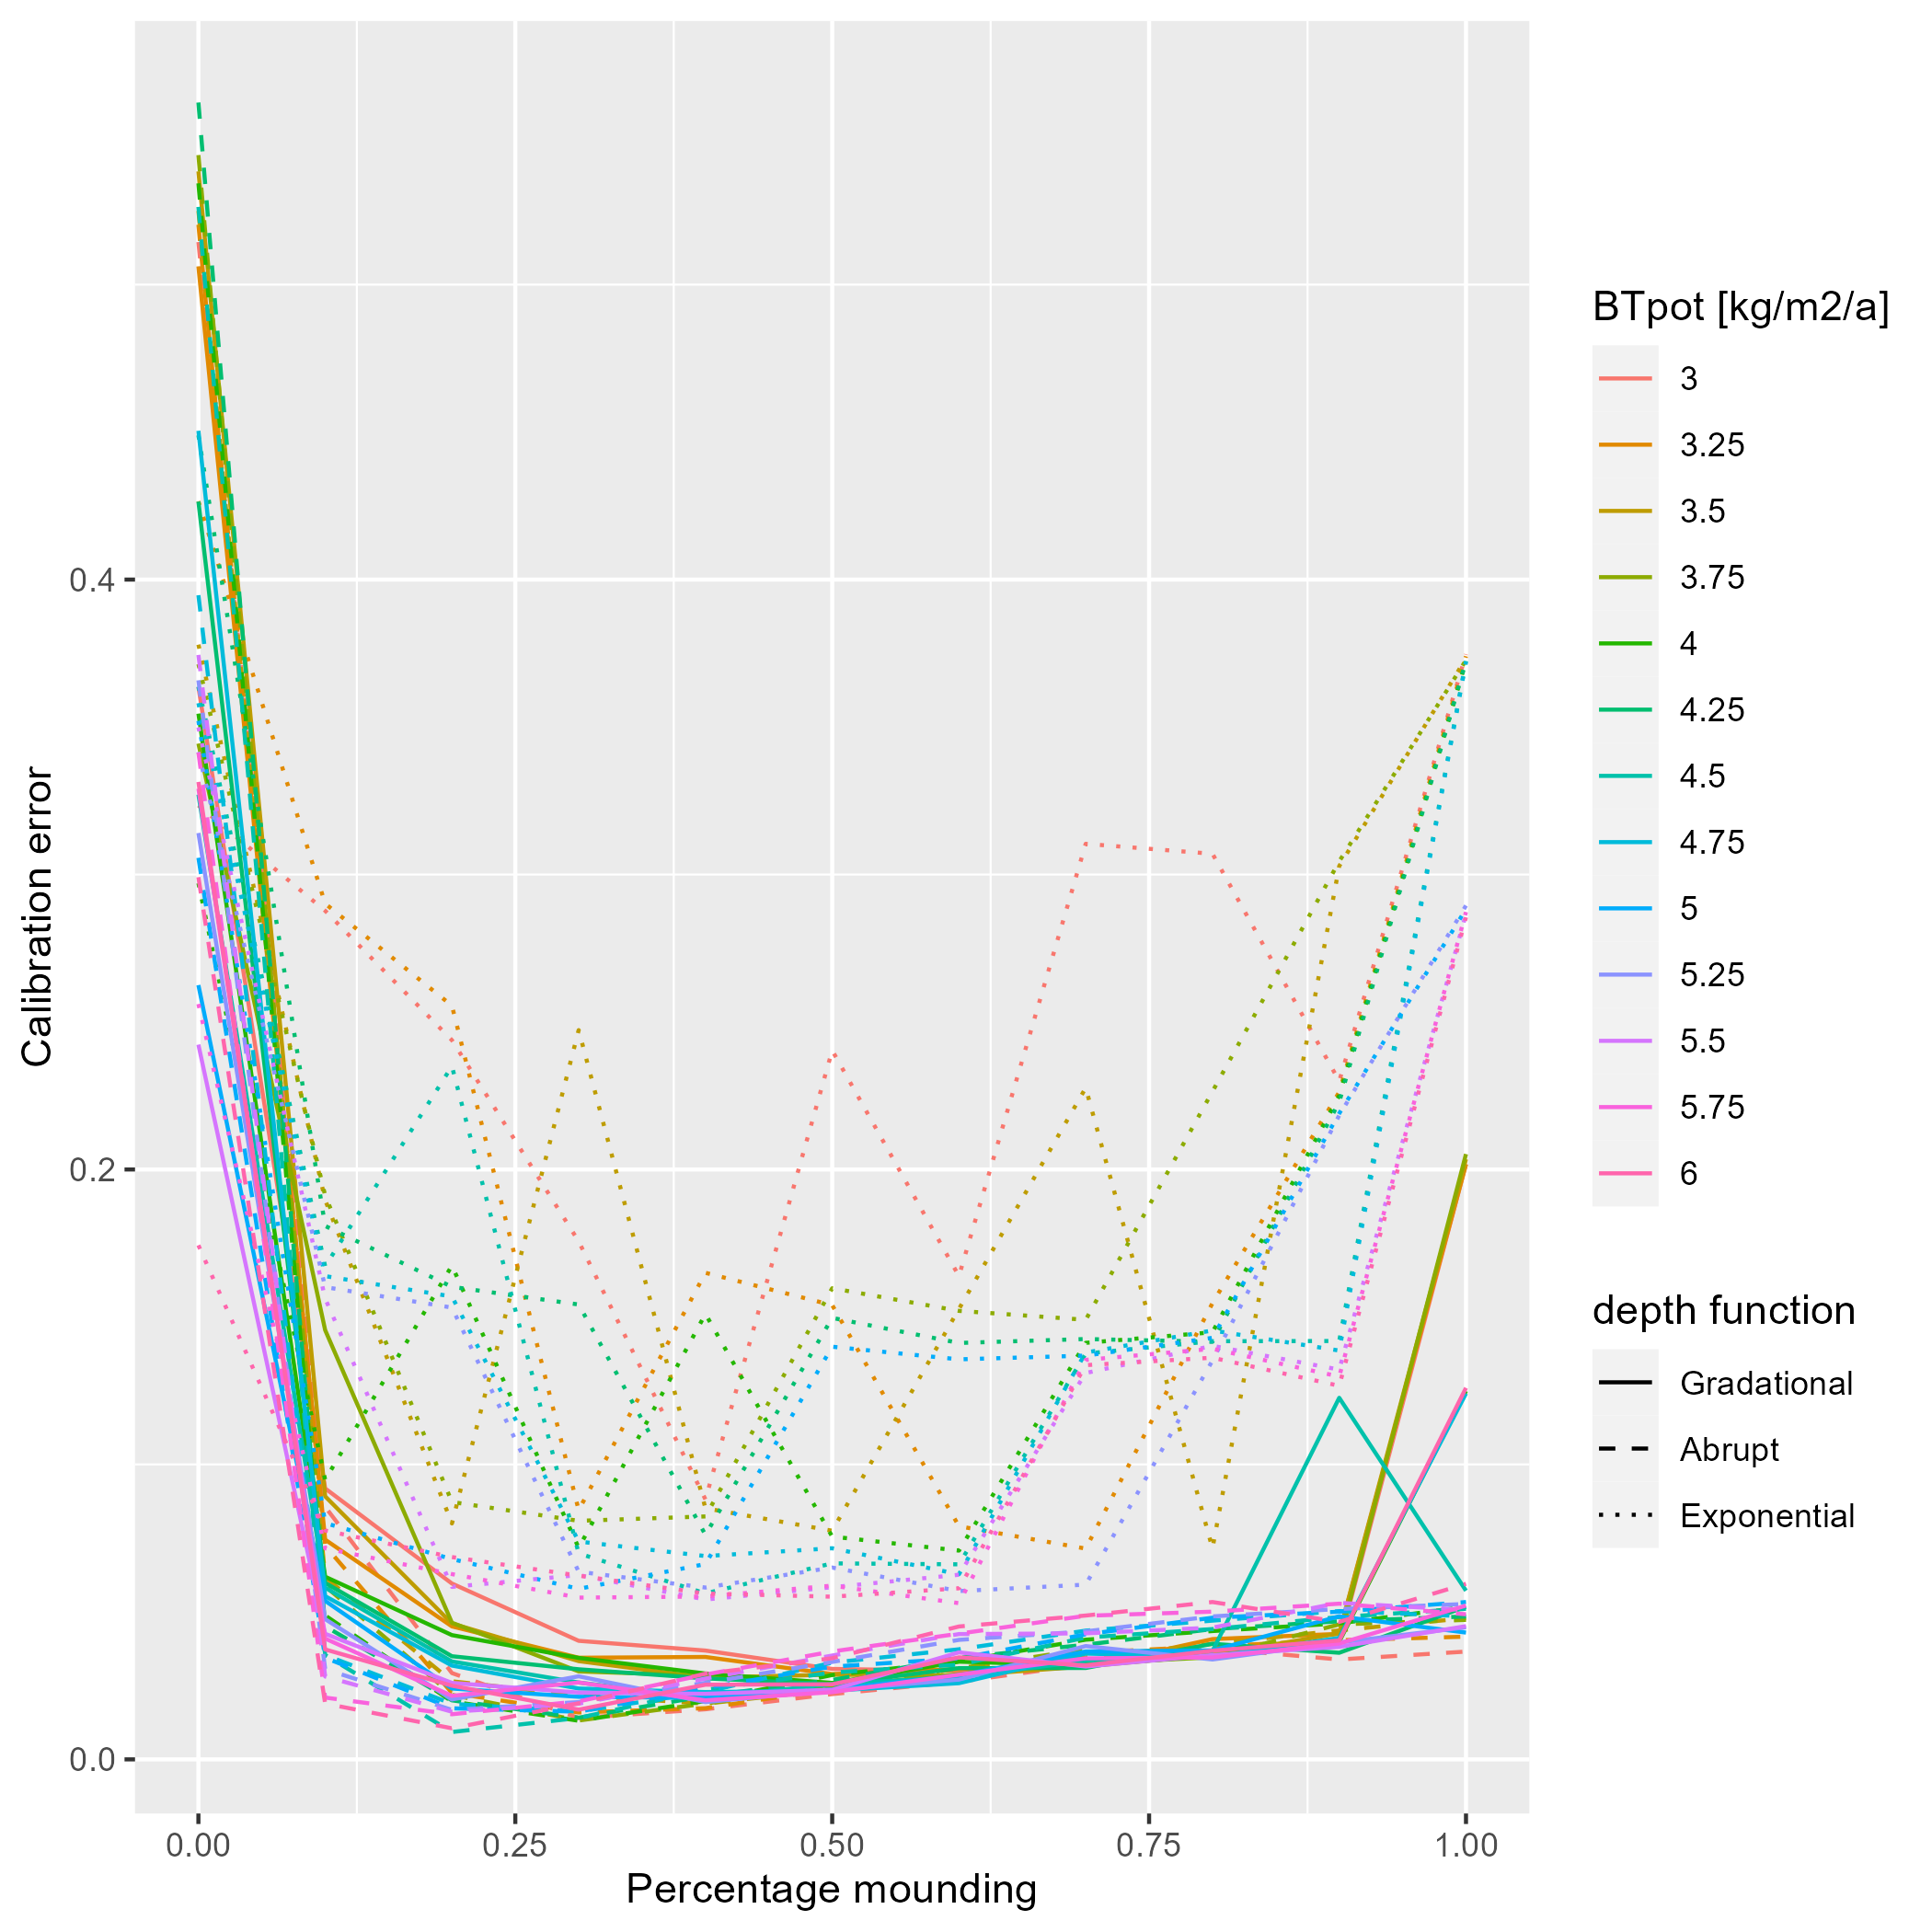 Calibration error
0.4
0.2
0.0
0.00 0.25 0.50 0.75 1.00
Percentage mounding
BTpot [kg/m2/a]
3
3.25
3.5
3.75
4
4.25
4.5
4.75
5
5.25
5.5
5.75
6
depth function
Gradational
Abrupt
Exponential